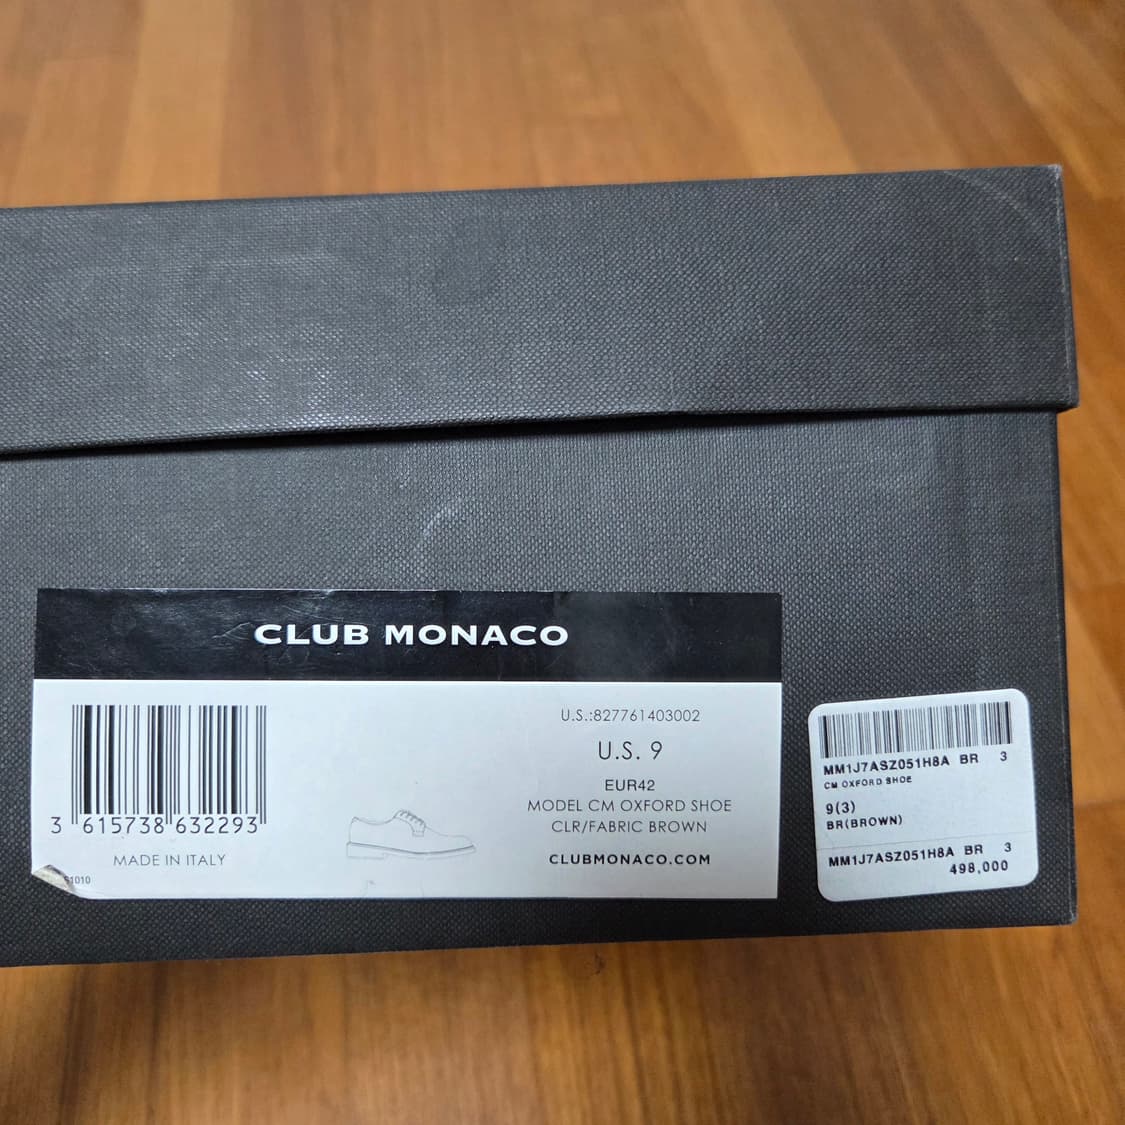 CLUB MONACO
3 615738 632293
MADE IN ITALY
U.S.:827761403002
U.S. 9
EUR42
MODEL CM OXFORD SHOE
CLR/FABRIC BROWN
CLUBMONACO.COM
MM1J7ASZ051H8A BR 3
CM OXFORD SHOE
9(3)
BR(BROWN)
MM1J7ASZ051H8A BR 3
498,000